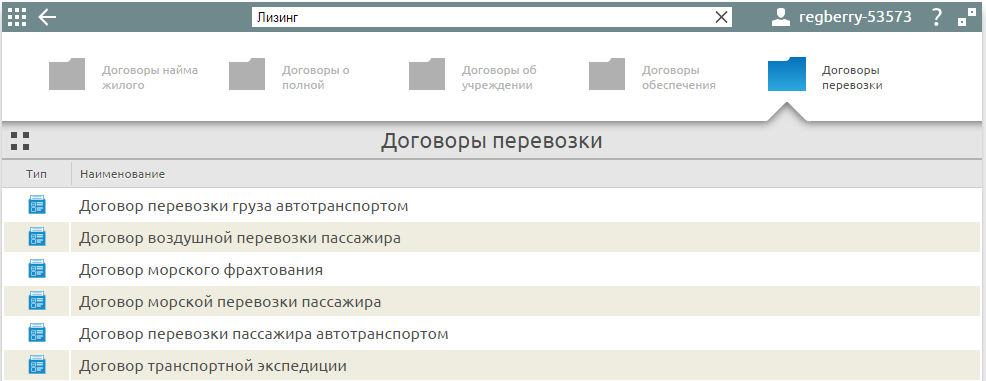 Лизинг
regberry-53573
?
Договоры найма
жилого
Договоры о
полной
Договоры об
учреждении
Договоры
обеспечения
Договоры
перевозки
Договоры перевозки
Тип
Наименование
Договор перевозки груза автотранспортом
Договор воздушной перевозки пассажира
Договор морского фрахтования
Договор морской перевозки пассажира
Договор перевозки пассажира автотранспортом
Договор транспортной экспедиции